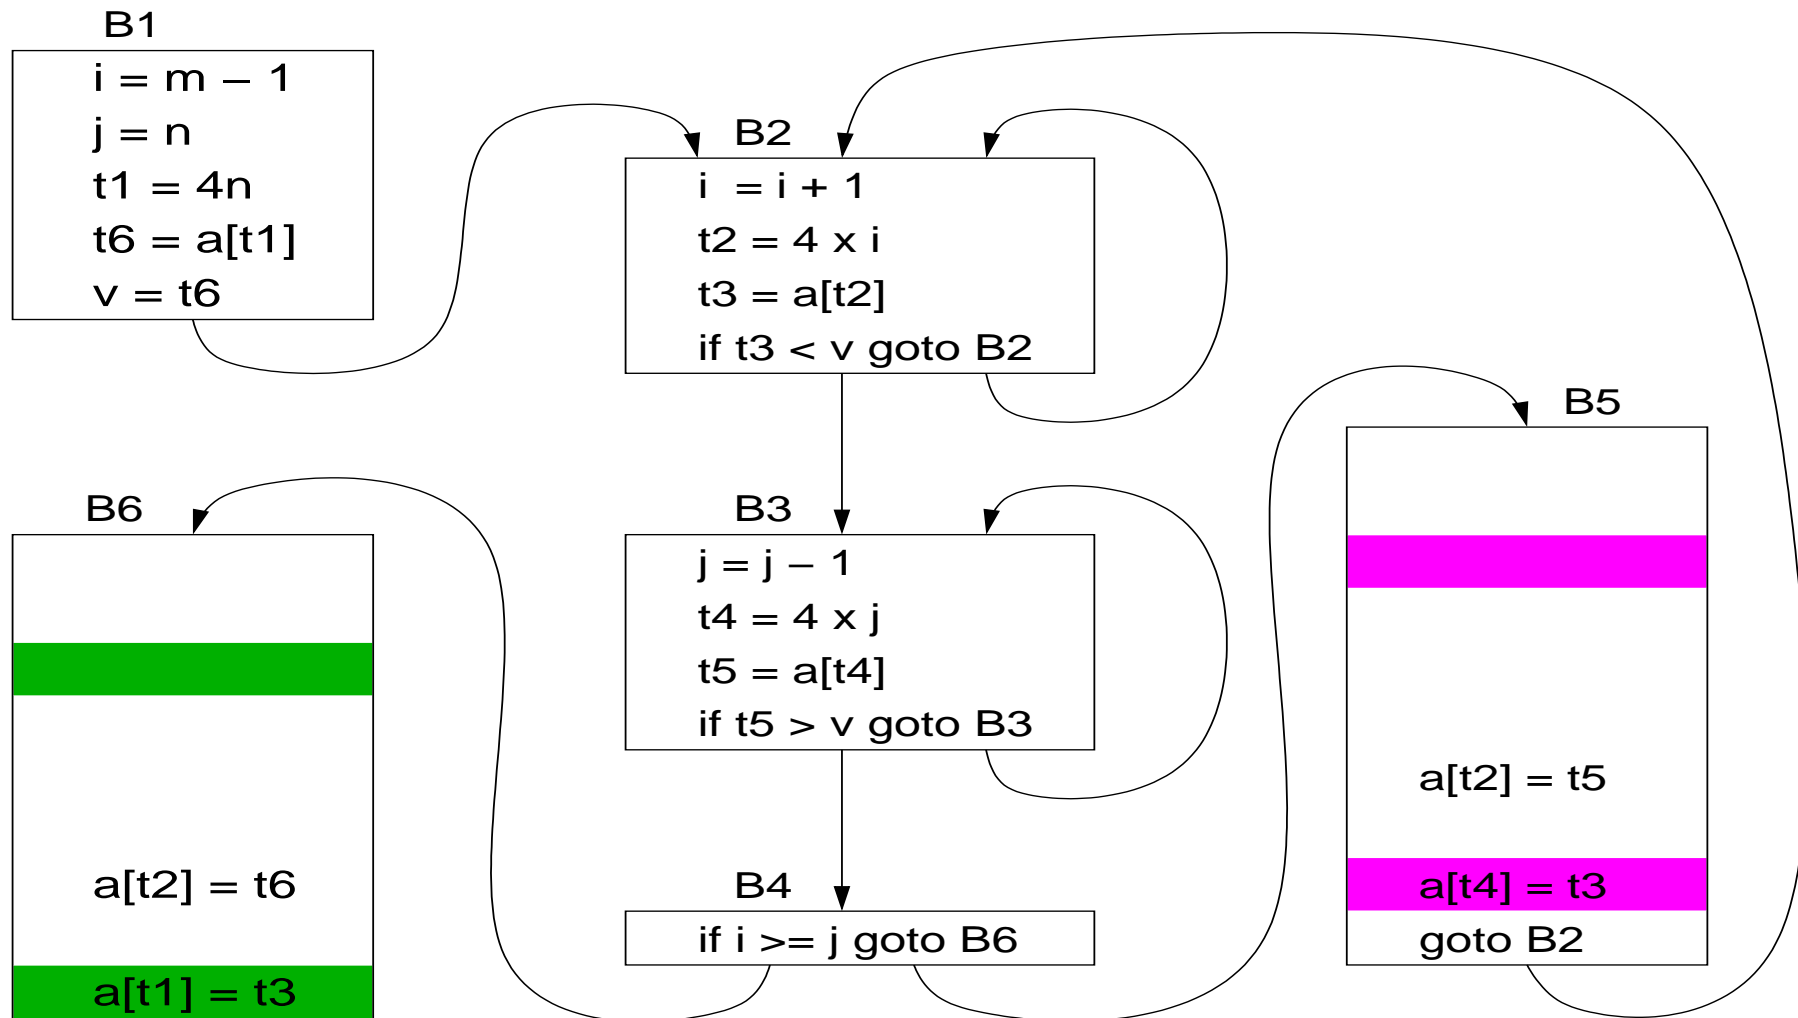 B1
i = m – 1
j = n
t1 = 4n
t6 = a[t1]
v = t6
B2
i = i + 1
t2 = 4 x i
t3 = a[t2]
if t3 < v goto B2
B3
j = j – 1
t4 = 4 x j
t5 = a[t4]
if t5 > v goto B3
B4
if i >= j goto B6
B5
a[t2] = t5
a[t4] = t3
goto B2
B6
a[t2] = t6
a[t1] = t3